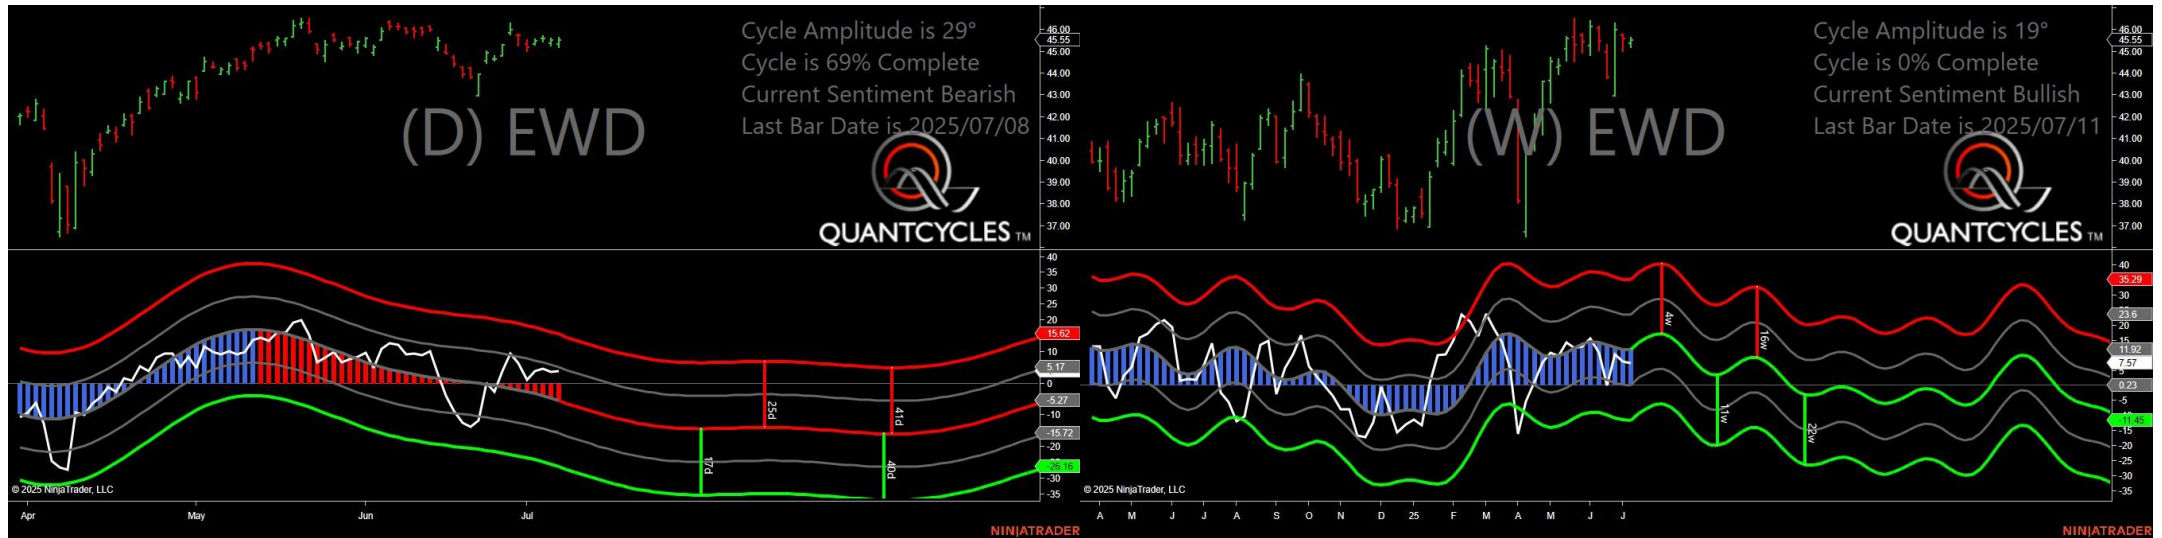 Cycle Amplitude is 29°
Cycle is 69% Complete
Current Sentiment Bearish
Last Bar Date is 2025/07/08
(D) EWD
QUANTCYCLES TM
46.00
45.55
45.00
44.00
43.00
42.00
41.00
40.00
39.00
38.00
37.00
40
35
30
25
20
15.62
10
5.17
0
-5.27
-10
-15.72
-20
-26.16
-30
-35
25d
41d
17d
40d
© 2025 NinjaTrader, LLC
Apr
May
Jun
Jul
NINJATRADER
Cycle Amplitude is 19°
Cycle is 0% Complete
Current Sentiment Bullish
Last Bar Date is 2025/07/11
(W) EWD
QUANTCYCLES TM
46.00
45.55
45.00
44.00
43.00
42.00
41.00
40.00
39.00
38.00
37.00
40
35.29
30
23.6
20
15
11.92
7.57
5
0.23
-5
-11.45
-15
-20
-25
-30
-35
4w
16w
11w
22w
© 2025 NinjaTrader, LLC
A M J J A S O N D 25 F M A M J J
NINJATRADER